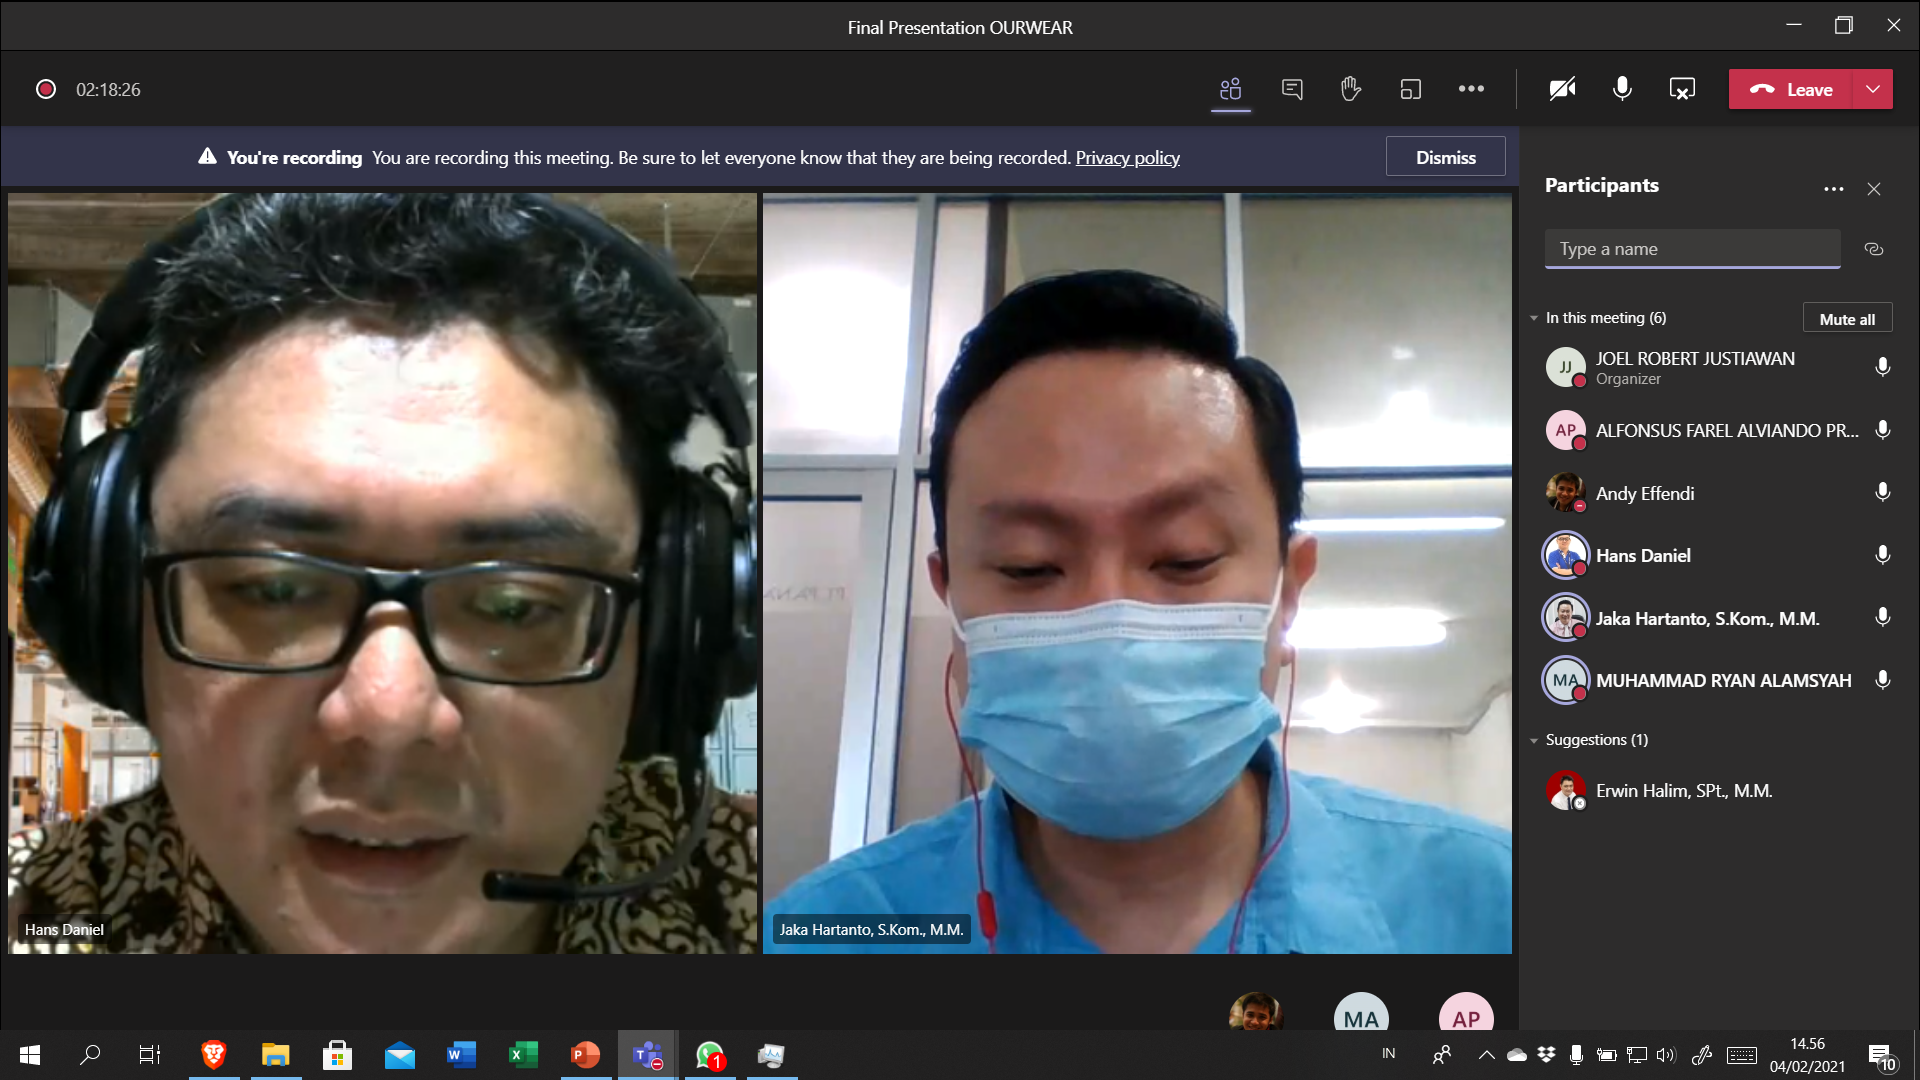 Final Presentation OURWEAR
02:18:26
Leave
You're recording You are recording this meeting. Be sure to let everyone know that they are being recorded. Privacy policy
Dismiss
Participants
Type a name
In this meeting (6)
Mute all
JJ
JOEL ROBERT JUSTIAWAN
Organizer
AP
ALFONSUS FAREL ALVIANDO PR...
Andy Effendi
Hans Daniel
Jaka Hartanto, S.Kom., M.M.
MA
MUHAMMAD RYAN ALAMSYAH
Suggestions (1)
Erwin Halim, SPt., M.M.
Hans Daniel
Jaka Hartanto, S.Kom., M.M.
MA
AP
W
X
P
T
1
IN
14.56
04/02/2021
10